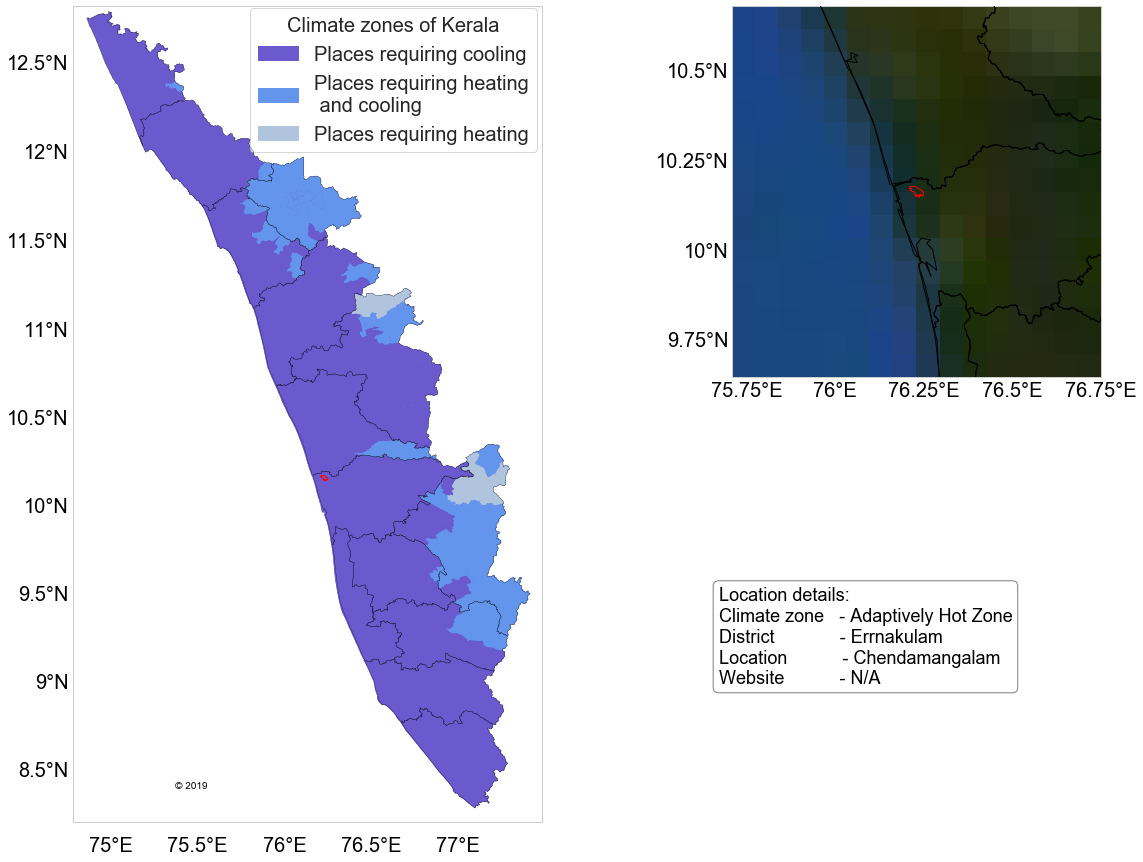 Climate zones of Kerala
Places requiring cooling
Places requiring heating
and cooling
Places requiring heating
12.5°N
12°N
11.5°N
11°N
10.5°N
10°N
9.5°N
9°N
8.5°N
75°E 75.5°E 76°E 76.5°E 77°E
© 2019
10.5°N
10.25°N
10°N
9.75°N
75.75°E 76°E 76.25°E 76.5°E 76.75°E
Location details:
Climate zone - Adaptively Hot Zone
District - Errnakulam
Location - Chendamangalam
Website - N/A